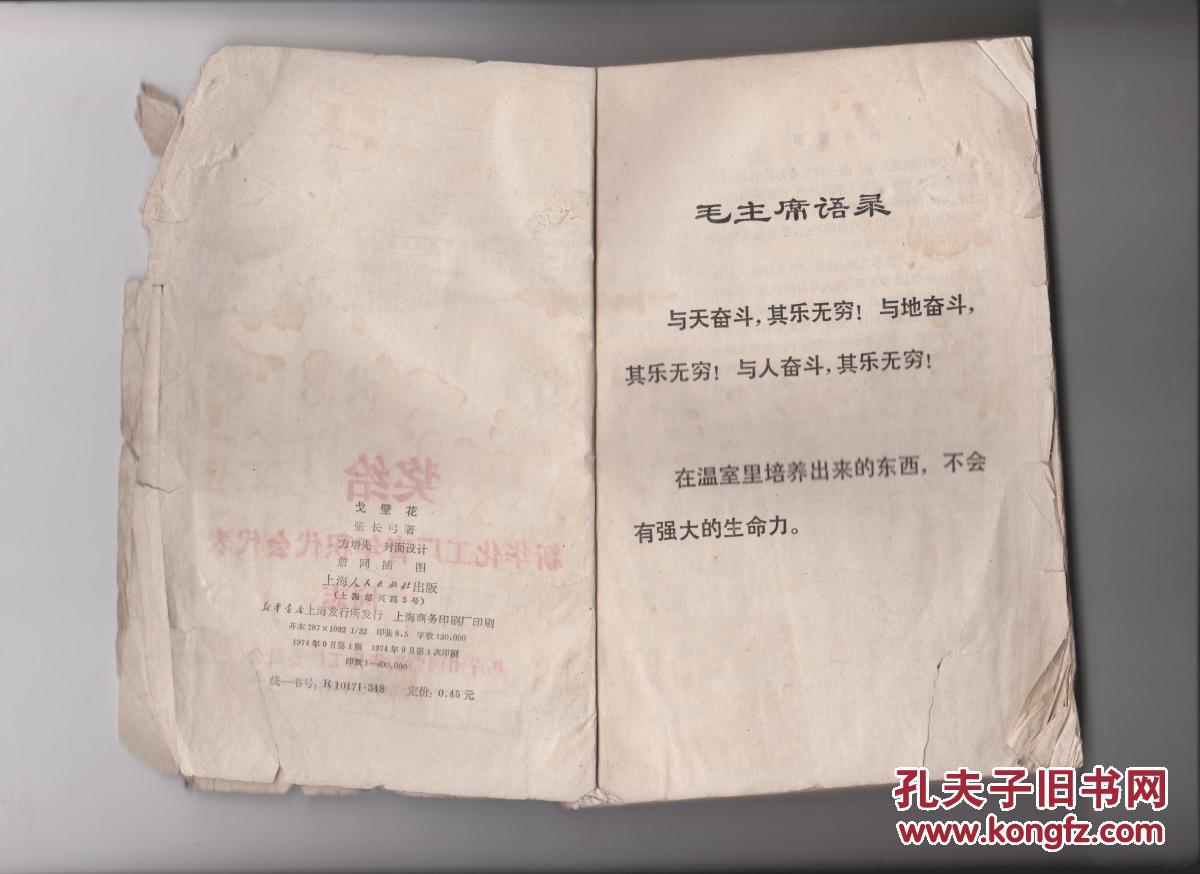 奖给
戈壁花
张长弓著
方增先 封面设计
新华化工厂青年积代会代表
詹同插 图
上海人民出版社出版
(上海绍兴路5号)
新华书店上海发行所发行 上海商务印刷厂印刷
开本787×1092 1/32 印张8.5 字数130,000
1974年9月第1版 1974年9月第1次印刷
印数1—400,000
统一书号：R10171·348 定价：0.45元
毛主席语录
与天奋斗，其乐无穷！与地奋斗，
其乐无穷！与人奋斗，其乐无穷！
在温室里培养出来的东西，不会
有强大的生命力。
孔夫子旧书网
www.kongfz.com